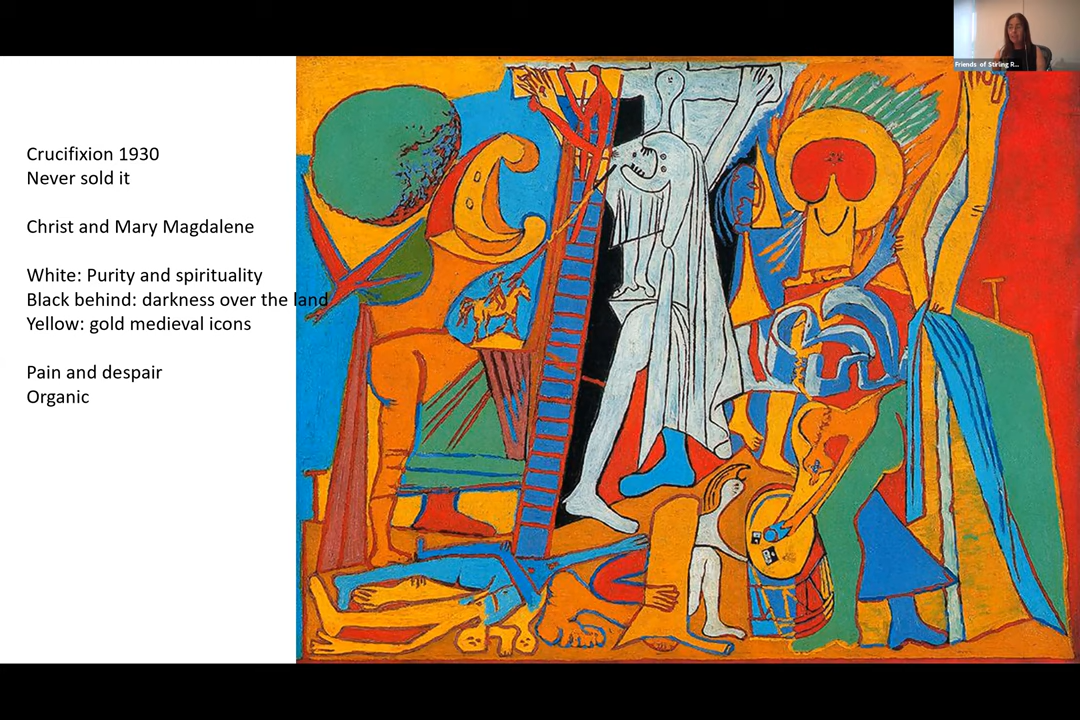 Crucifixion 1930
Never sold it
Christ and Mary Magdalene
White: Purity and spirituality
Black behind: darkness over the land
Yellow: gold medieval icons
Pain and despair
Organic
Friends of Stirling R...